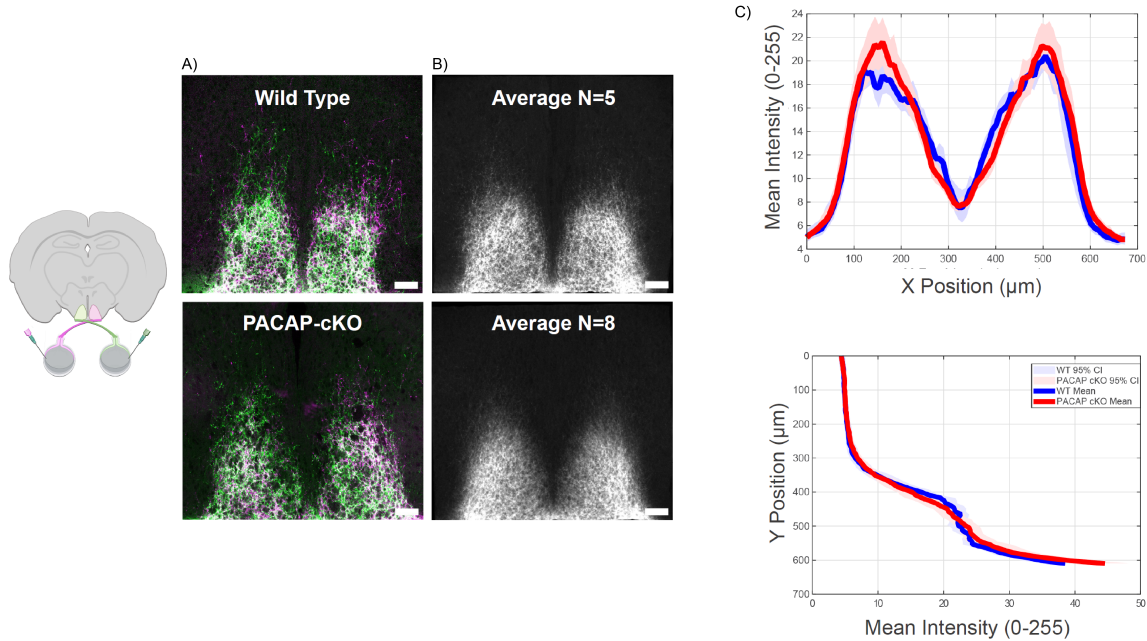 A)
B)
C)
Wild Type
Average N=5
PACAP-cKO
Average N=8
Mean Intensity (0-255)
24
22
20
18
16
14
12
10
8
6
4
0 100 200 300 400 500 600 700
X Position (µm)
WT 95% CI
PACAP cKO 95% CI
WT Mean
PACAP cKO Mean
Y Position (µm)
0
100
200
300
400
500
600
700
0 10 20 30 40 50
Mean Intensity (0-255)